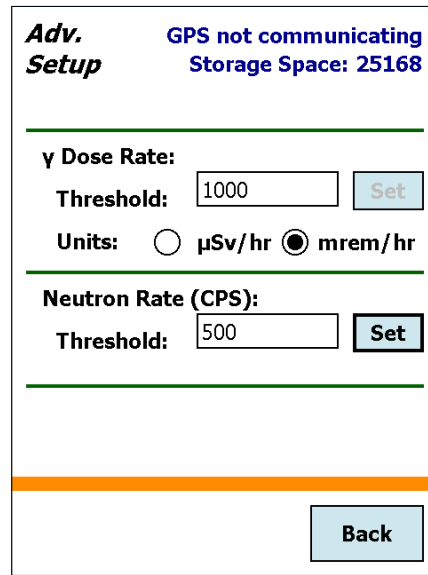 Adv. GPS not communicating
Setup Storage Space: 25168
γ Dose Rate:
Threshold: 1000 Set
Units: μSv/hr mrem/hr
Neutron Rate (CPS):
Threshold: 500 Set
Back